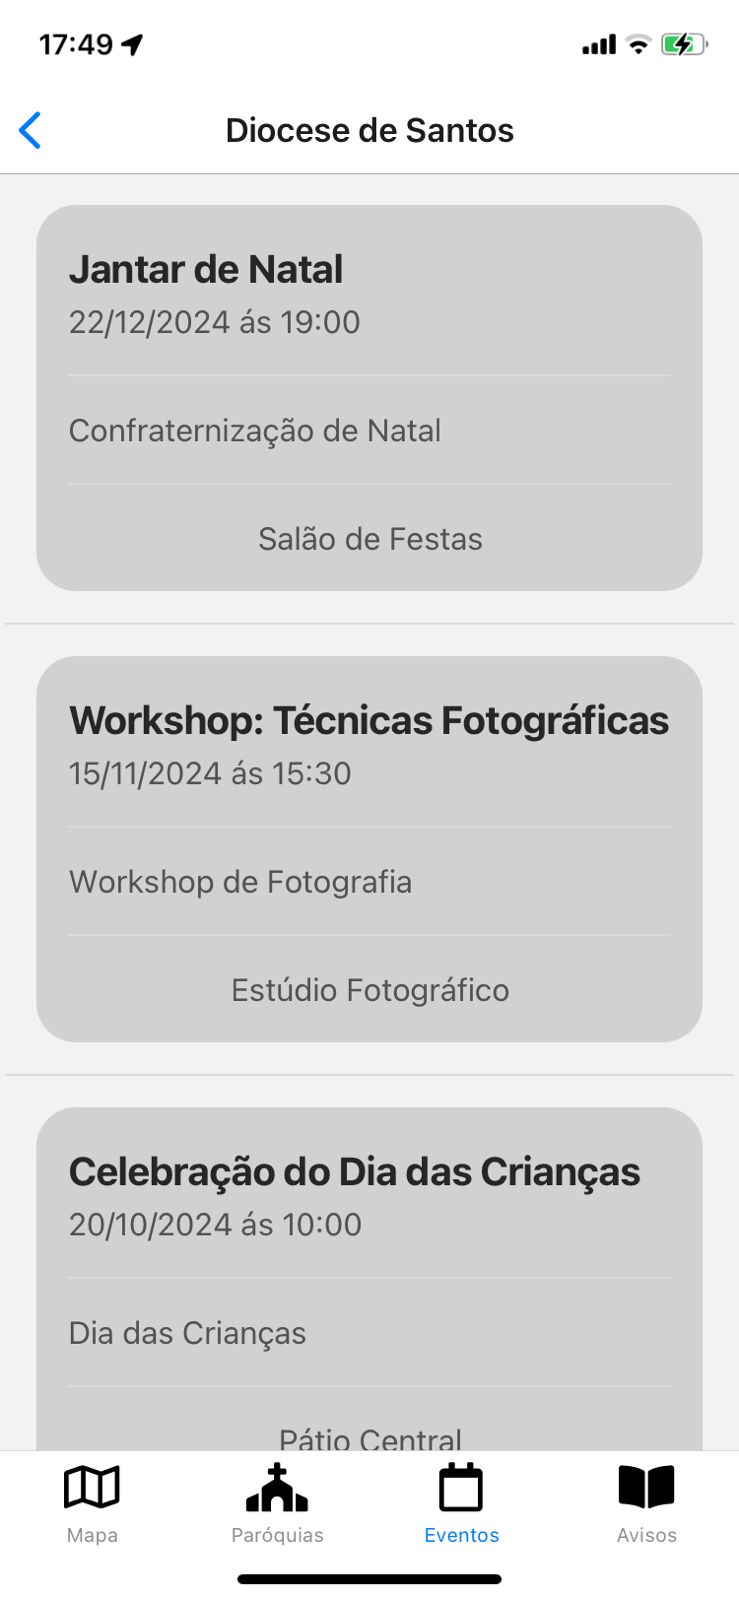 17:49
Diocese de Santos
Jantar de Natal
22/12/2024 ás 19:00
Confraternização de Natal
Salão de Festas
Workshop: Técnicas Fotográficas
15/11/2024 ás 15:30
Workshop de Fotografia
Estúdio Fotográfico
Celebração do Dia das Crianças
20/10/2024 ás 10:00
Dia das Crianças
Pátio Central
Mapa
Paróquias
Eventos
Avisos